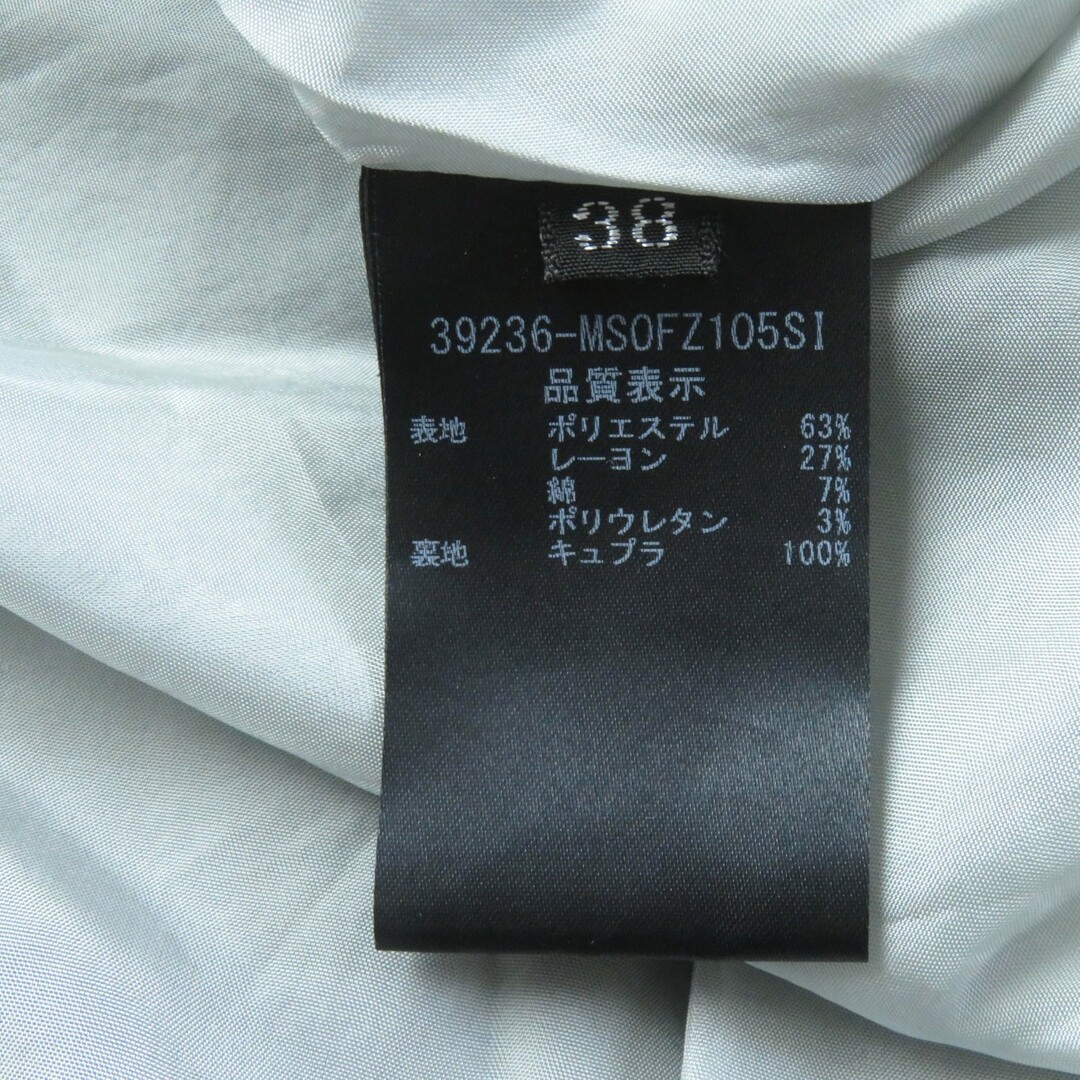 38
39236-MSOFZ105SI
品質表示
表地 ポリエステル 63%
レーヨン 27%
綿 7%
ポリウレタン 3%
裏地 キュプラ 100%